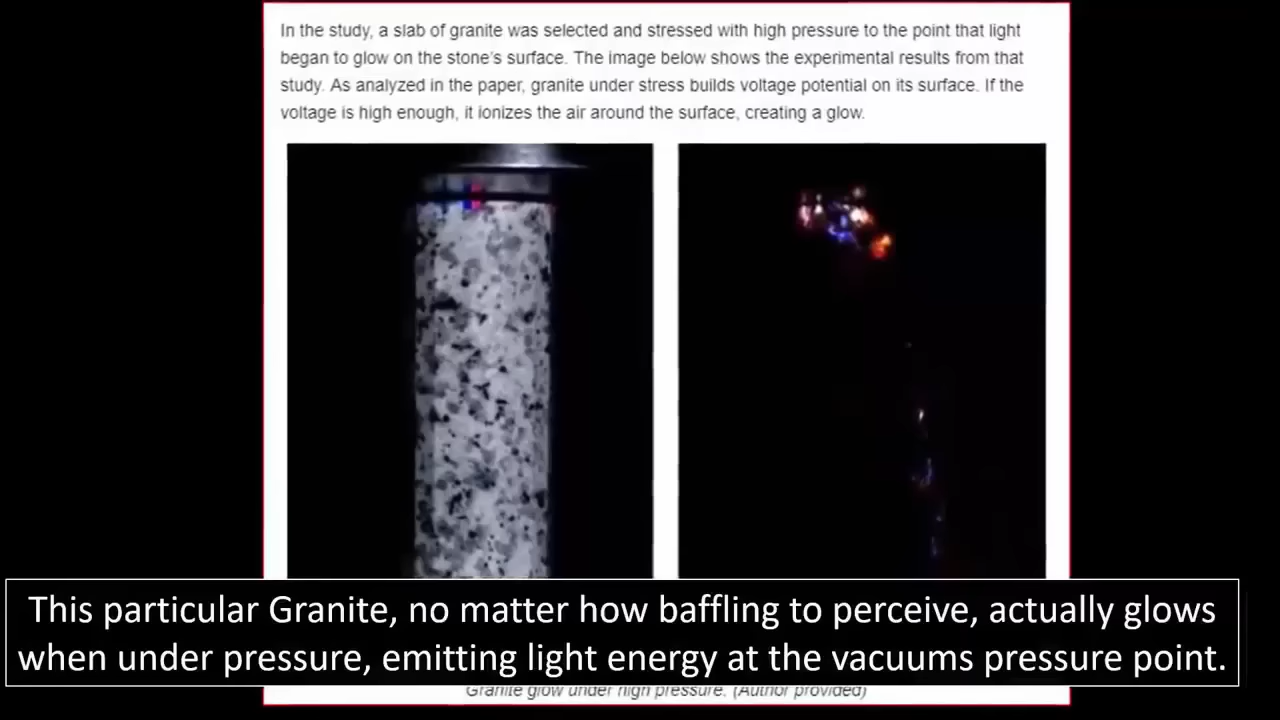 In the study, a slab of granite was selected and stressed with high pressure to the point that light
began to glow on the stone's surface. The image below shows the experimental results from that
study. As analyzed in the paper, granite under stress builds voltage potential on its surface. If the
voltage is high enough, it ionizes the air around the surface, creating a glow.
This particular Granite, no matter how baffling to perceive, actually glows
when under pressure, emitting light energy at the vacuums pressure point.
Granite glow under high pressure. (Author provided)